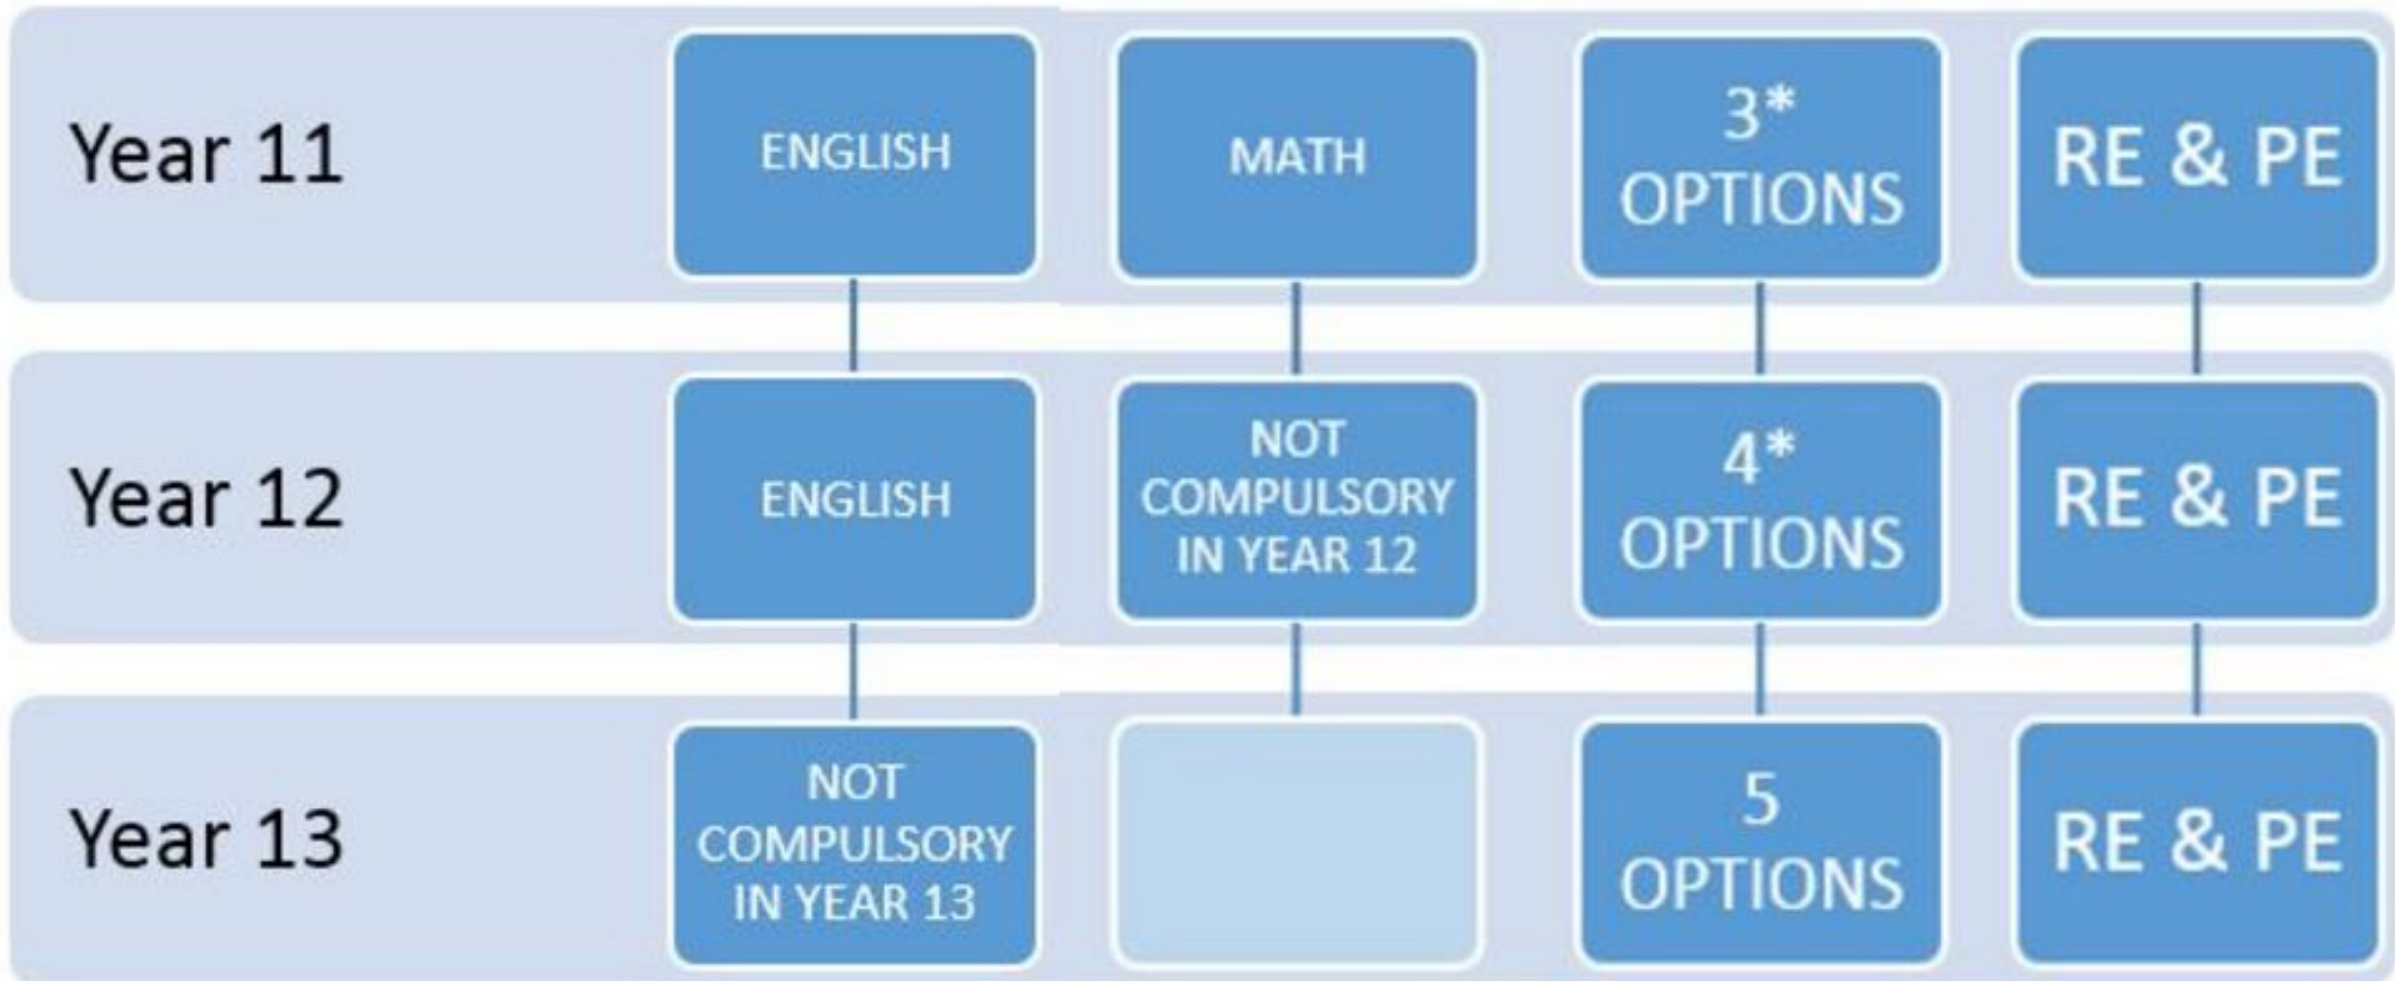 Year 11
ENGLISH
MATH
3*
OPTIONS
RE & PE
Year 12
ENGLISH
NOT
COMPULSORY
IN YEAR 12
4*
OPTIONS
RE & PE
Year 13
NOT
COMPULSORY
IN YEAR 13
5
OPTIONS
RE & PE